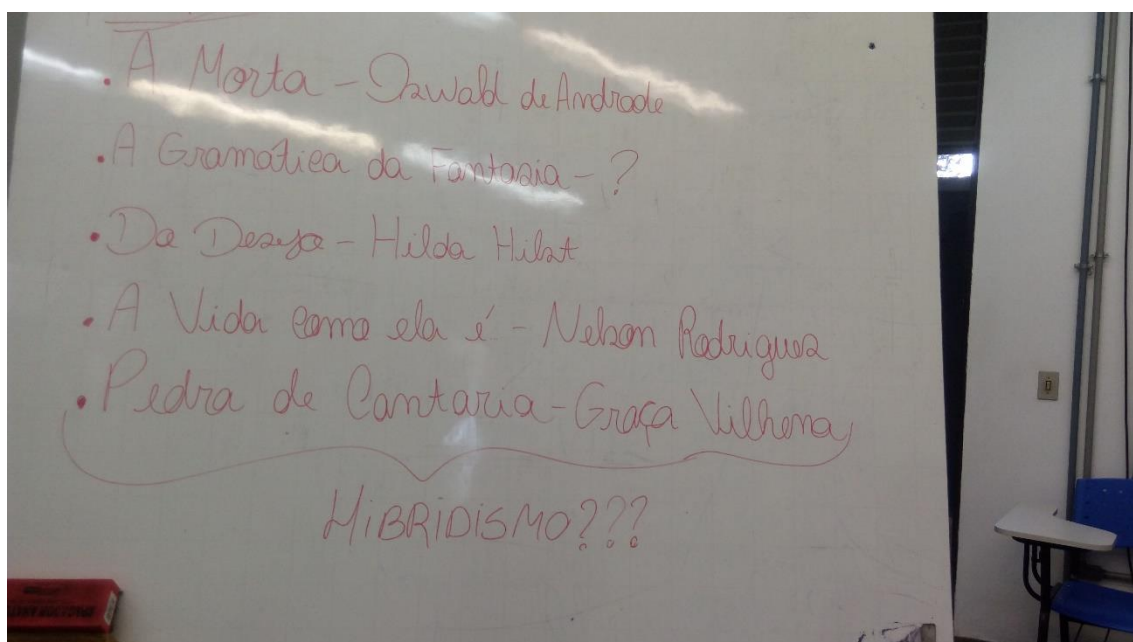 • A Morta - Oswald de Andrade
• A Gramática da Fantasia - ?
• Do Desejo - Hilda Hilst
• A Vida como ela é - Nelson Rodrigues
• Pedra de Cantaria - Graça Vilhena
HIBRIDISMO???